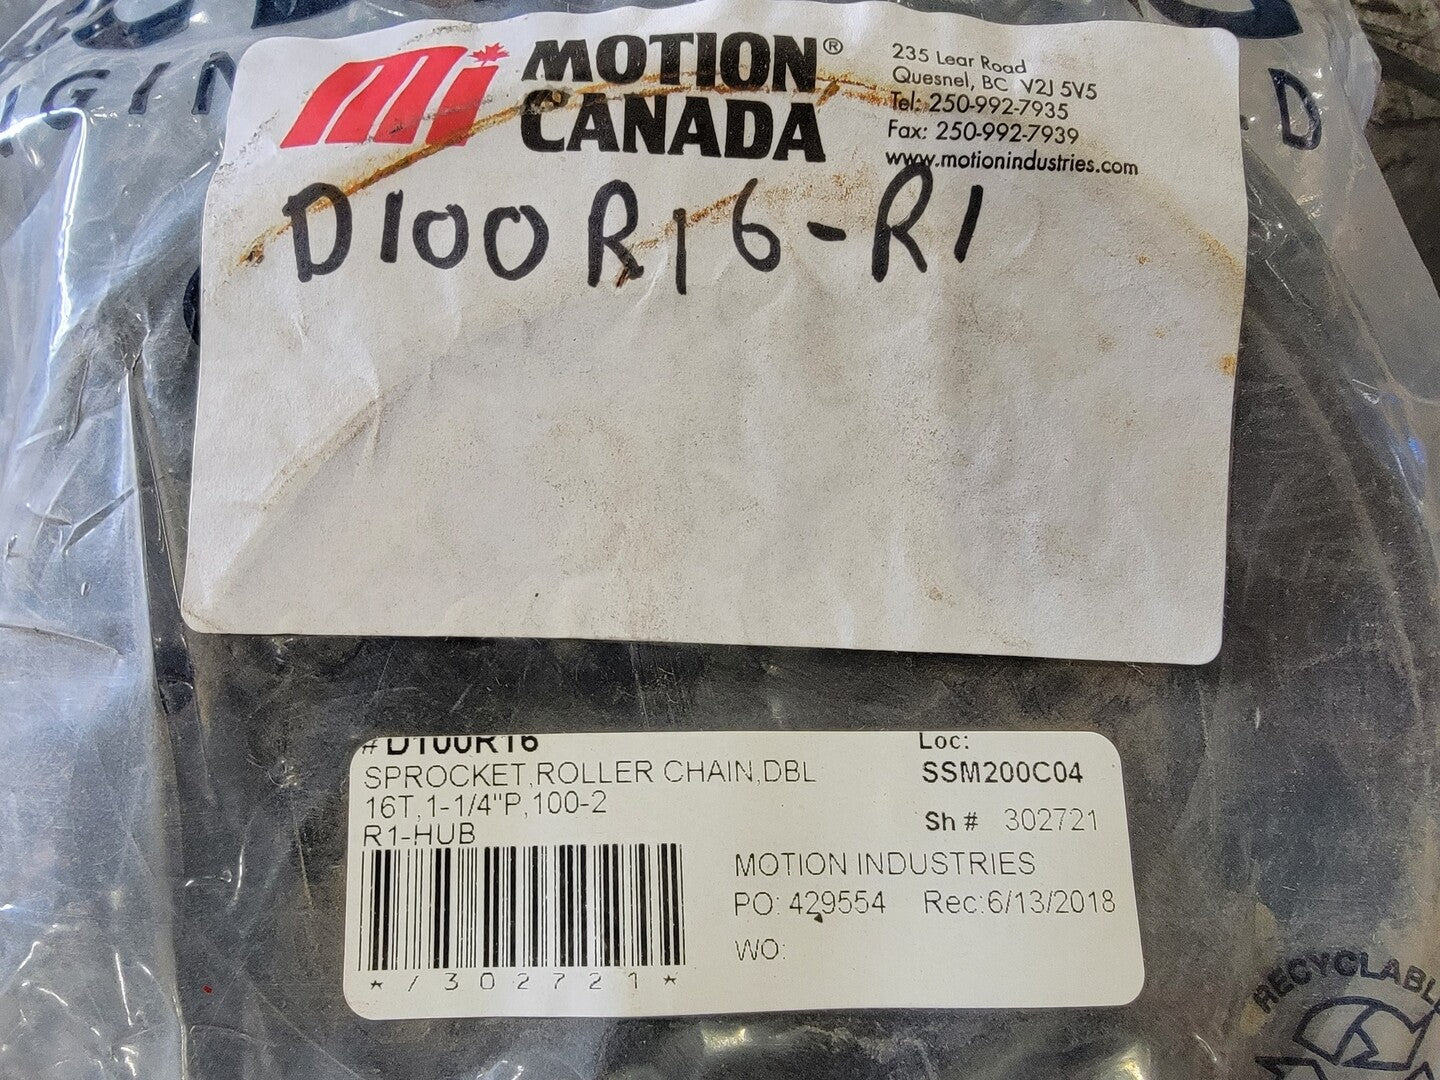 MOTION®
CANADA
235 Lear Road
Quesnel, BC V2J 5V5
Tel: 250-992-7935
Fax: 250-992-7939
www.motionindustries.com
D100R16-R1
# D100R16
SPROCKET,ROLLER CHAIN,DBL
16T,1-1/4"P,100-2
R1-HUB
*/302721*
Loc:
SSM200C04
Sh # 302721
MOTION INDUSTRIES
PO: 429554 Rec:6/13/2018
WO:
RECYCLABLE